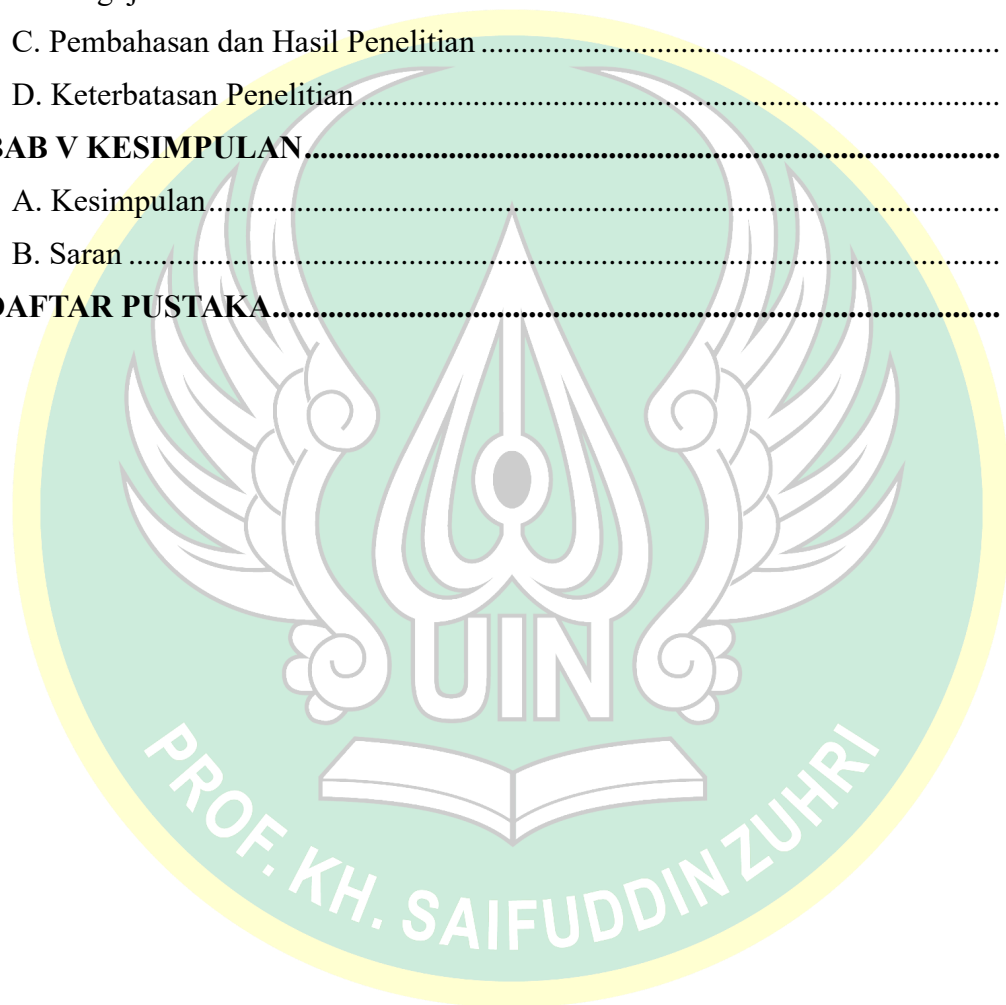 C. Pembahasan dan Hasil Penelitian ........................................................................
D. Keterbatasan Penelitian ........................................................................................
BAB V KESIMPULAN........................................................................................
A. Kesimpulan........................................................................................................
B. Saran ................................................................................................................
DAFTAR PUSTAKA............................................................................................
UIN
PROF. KH. SAIFUDDIN ZUHRI